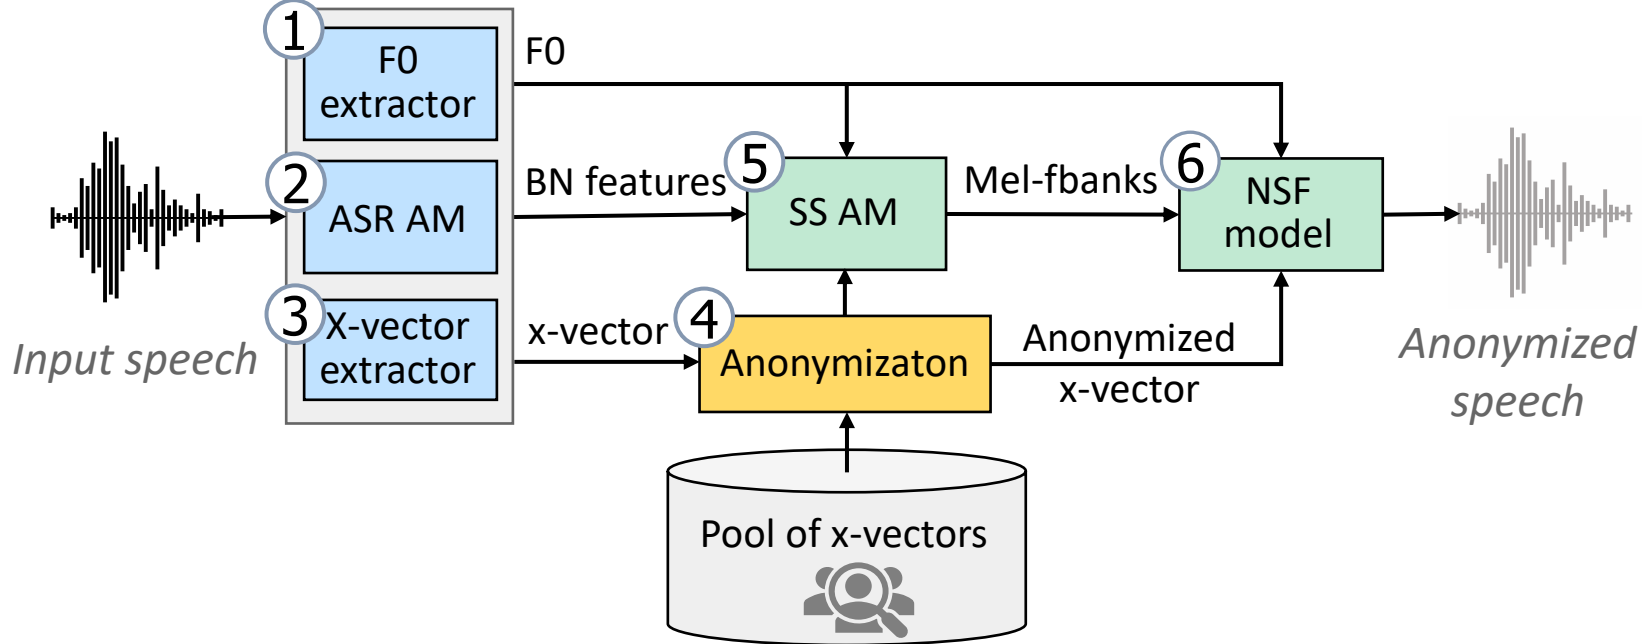 1
F0
extractor
F0
2
ASR AM
BN features
5
SS AM
Mel-fbanks
6
NSF
model
3
X-vector
extractor
x-vector
4
Anonymizaton
Anonymized
x-vector
Input speech
Anonymized
speech
Pool of x-vectors